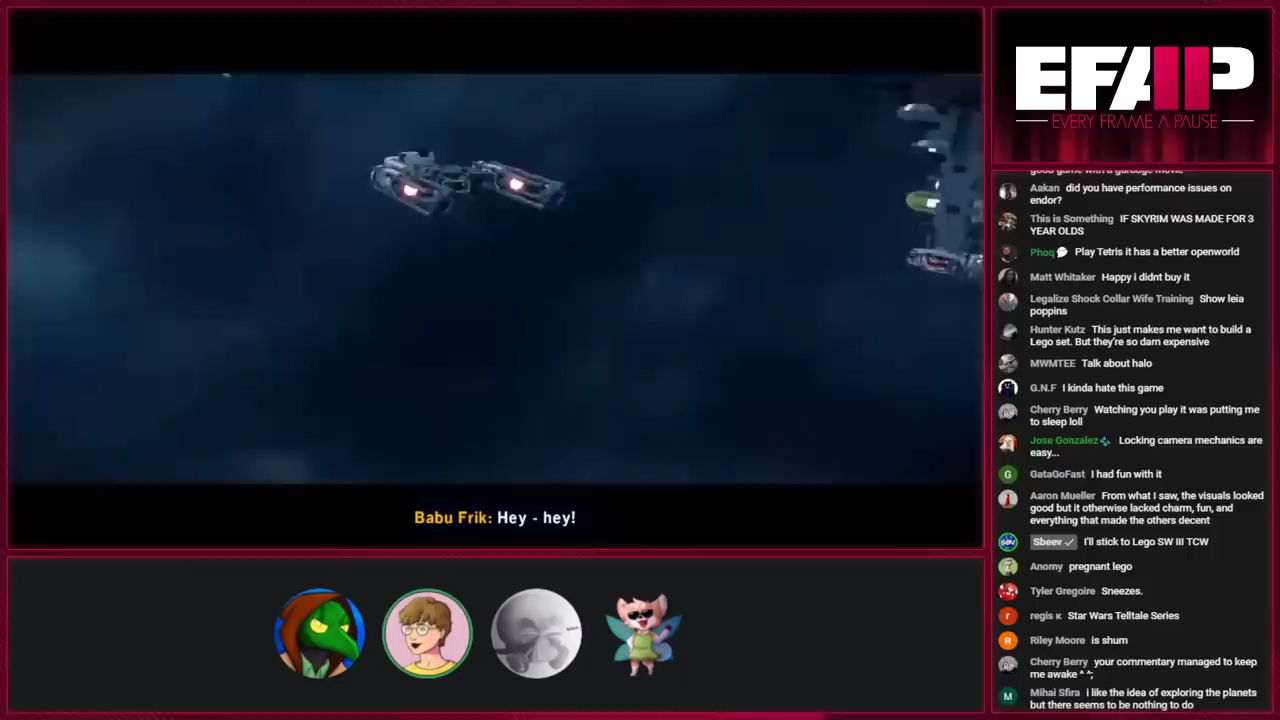 EFAP
EVERY FRAME A PAUSE
Aakan did you have performance issues on
endor?
This is Something IF SKYRIM WAS MADE FOR 3
YEAR OLDS
Phoq Play Tetris it has a better openworld
Matt Whitaker Happy i didnt buy it
Legalize Shock Collar Wife Training Show leia
poppins
Hunter Kutz This just makes me want to build a
Lego set. But they're so darn expensive
MWMTEE Talk about halo
G.N.F I kinda hate this game
Cherry Berry Watching you play it was putting me
to sleep loll
Jose Gonzalez Locking camera mechanics are
easy...
G GataGoFast I had fun with it
Aaron Mueller From what I saw, the visuals looked
good but it otherwise lacked charm, fun, and
everything that made the others decent
Sbeev I'll stick to Lego SW III TCW
Anomy pregnant lego
Tyler Gregoire Sneezes.
r regis к Star Wars Telltale Series
R Riley Moore is shum
Cherry Berry your commentary managed to keep
me awake ^ ^;
M Mihai Sfira i like the idea of exploring the planets
but there seems to be nothing to do
Babu Frik: Hey - hey!